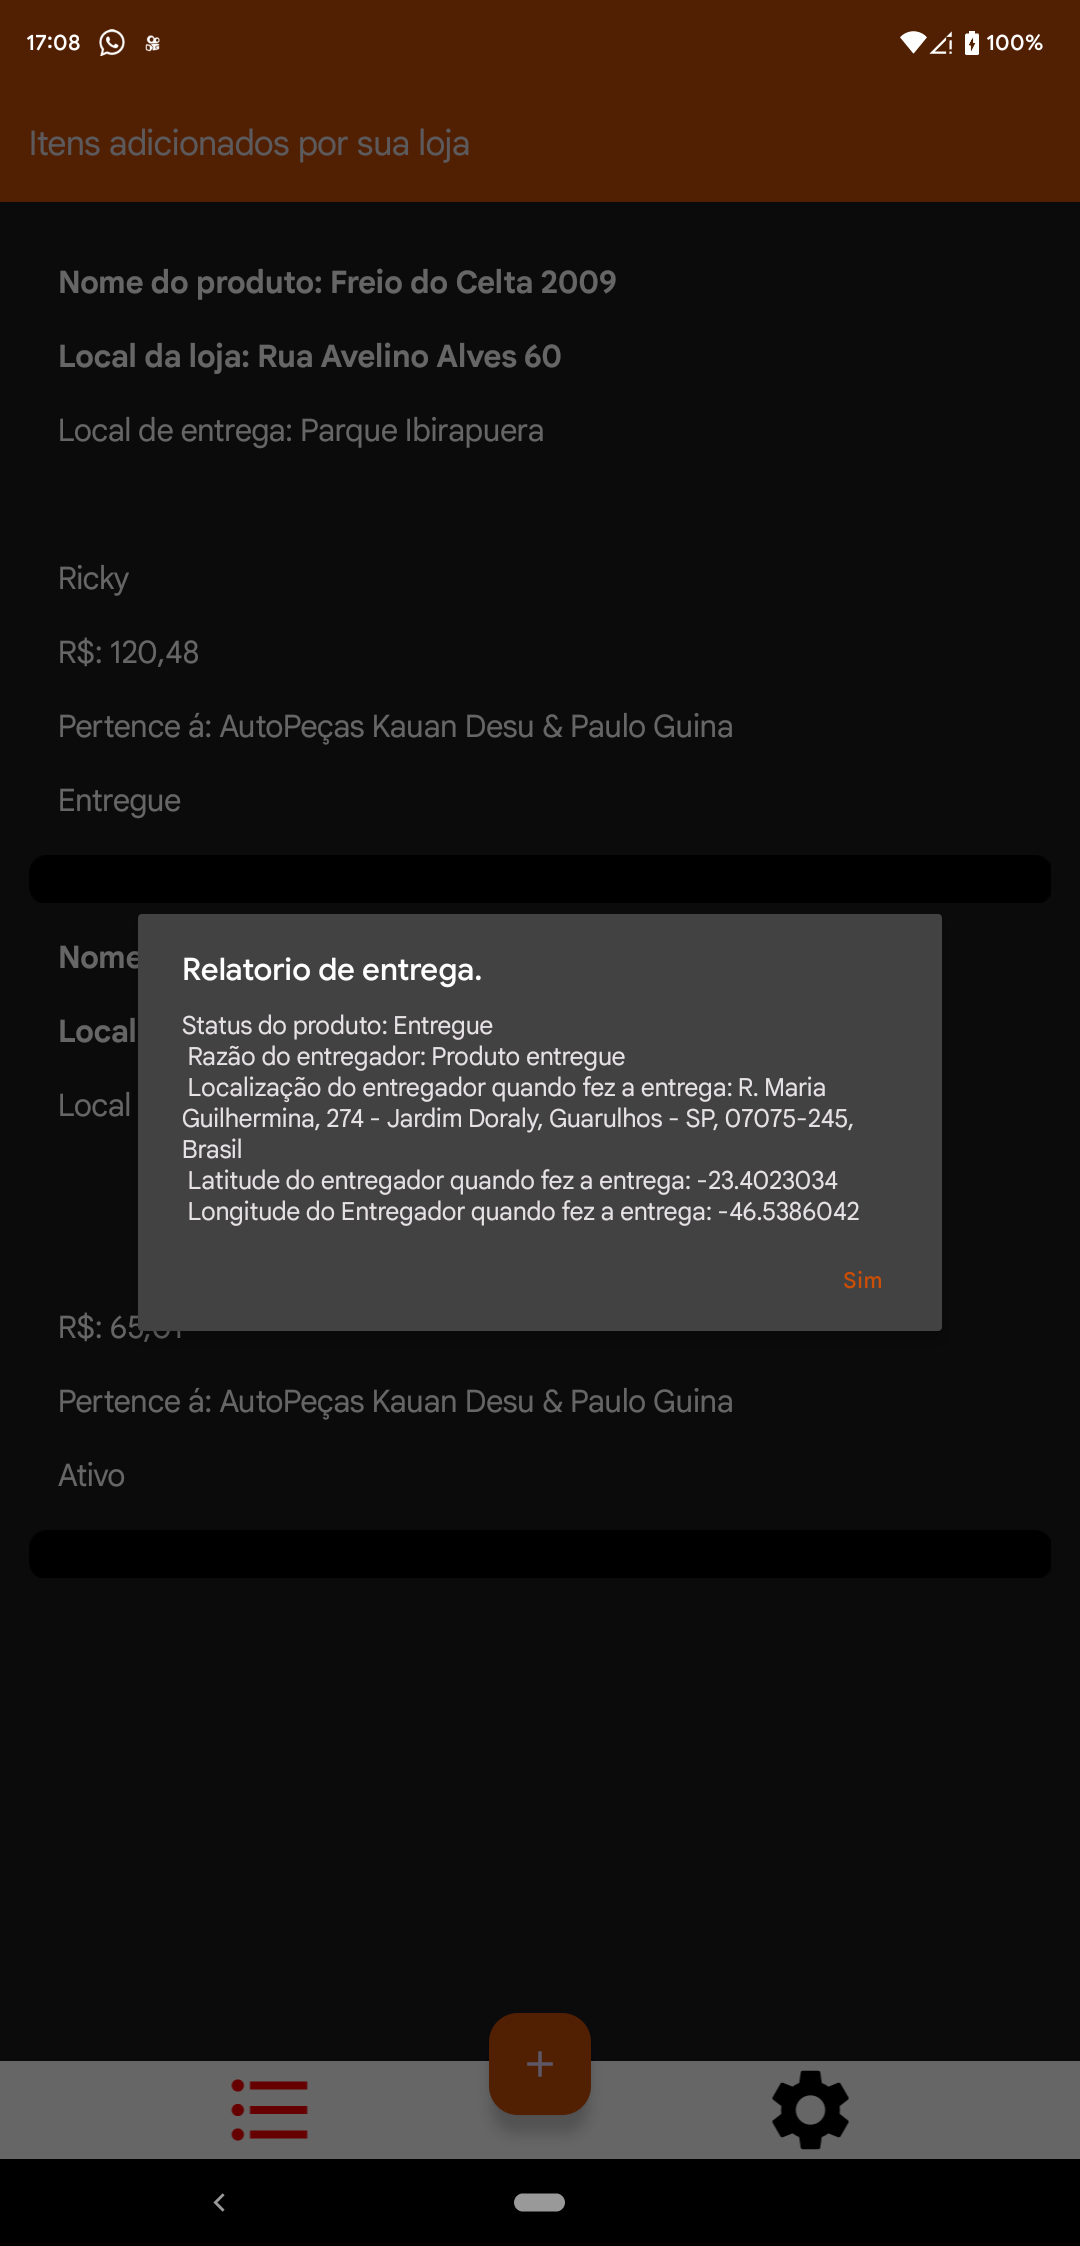 17:08
100%
Itens adicionados por sua loja
Nome do produto: Freio do Celta 2009
Local da loja: Rua Avelino Alves 60
Local de entrega: Parque Ibirapuera
Ricky
R$: 120,48
Pertence á: AutoPeças Kauan Desu & Paulo Guina
Entregue
Nome
Local
Local
Relatorio de entrega.
Status do produto: Entregue
Razão do entregador: Produto entregue
Localização do entregador quando fez a entrega: R. Maria
Guilhermina, 274 - Jardim Doraly, Guarulhos - SP, 07075-245,
Brasil
Latitude do entregador quando fez a entrega: -23.4023034
Longitude do Entregador quando fez a entrega: -46.5386042
Sim
R$:
Pertence á: AutoPeças Kauan Desu & Paulo Guina
Ativo